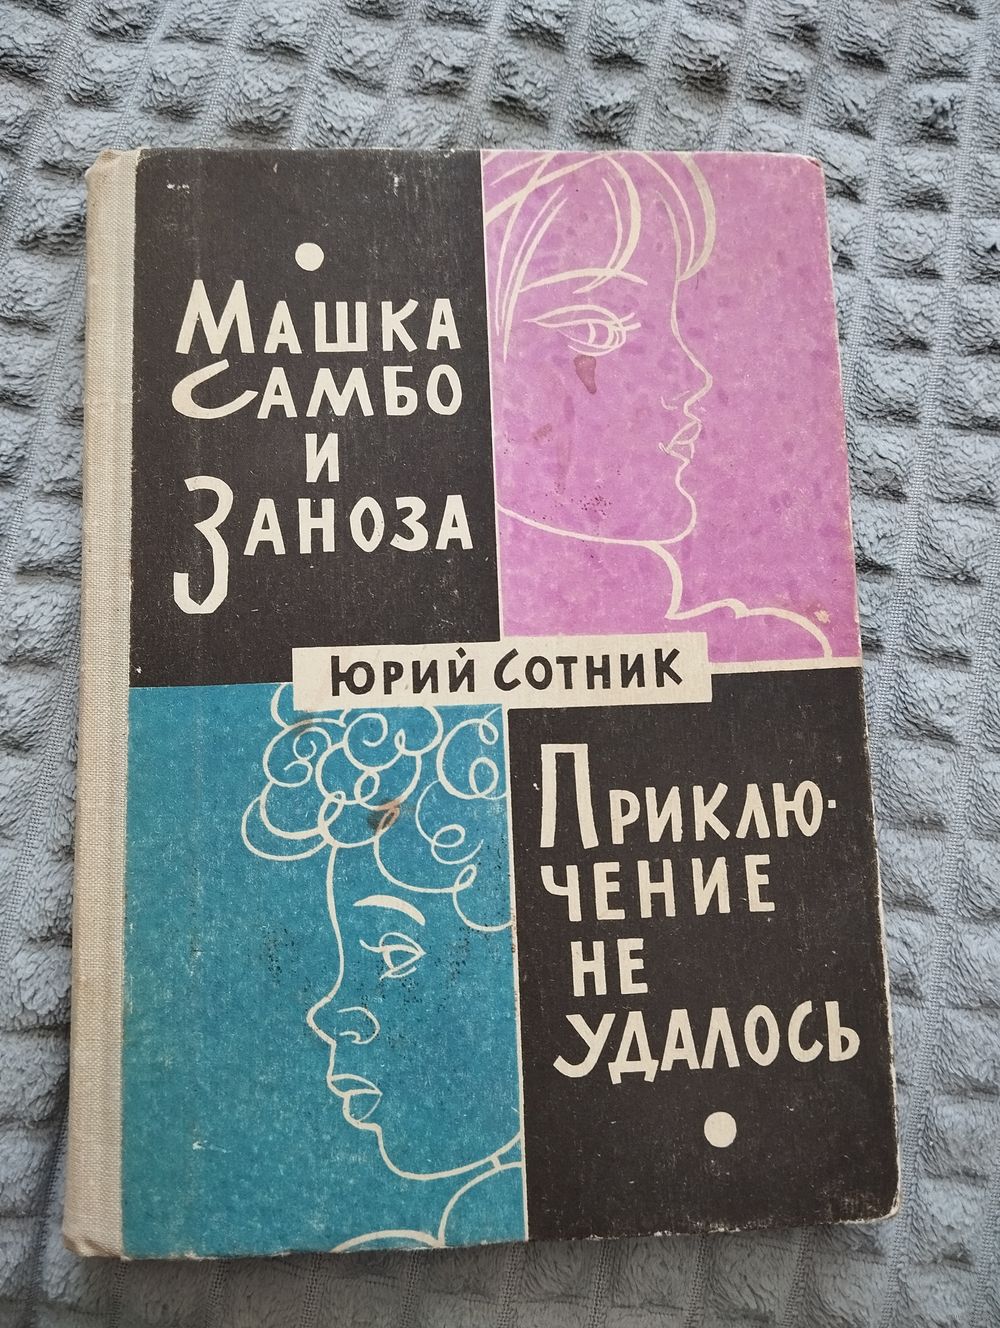 МАШКА
САМБО
И
ЗАНОЗА
ЮРИЙ СОТНИК
ПРИКЛЮ-
ЧЕНИЕ
НЕ
УДАЛОСЬ